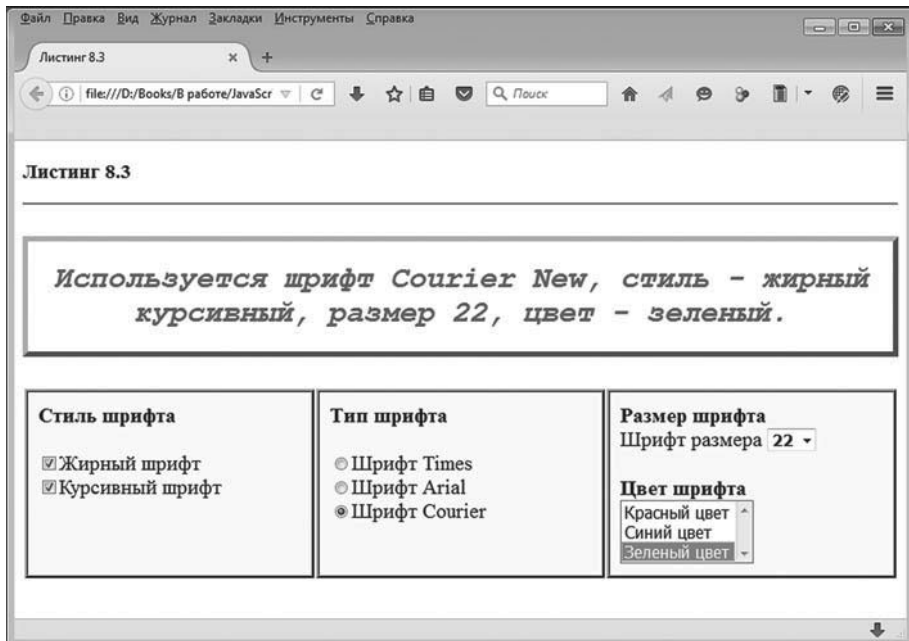 Файл Правка Вид Журнал Закладки Инструменты Справка
Листинг 8.3
file:///D:/Books/В работе/JavaScr
Поиск
Листинг 8.3
Используется шрифт Courier New, стиль - жирный
курсивный, размер 22, цвет - зеленый.
Стиль шрифта
Жирный шрифт
Курсивный шрифт
Тип шрифта
Шрифт Times
Шрифт Arial
Шрифт Courier
Размер шрифта
Шрифт размера 22
Цвет шрифта
Красный цвет
Синий цвет
Зеленый цвет